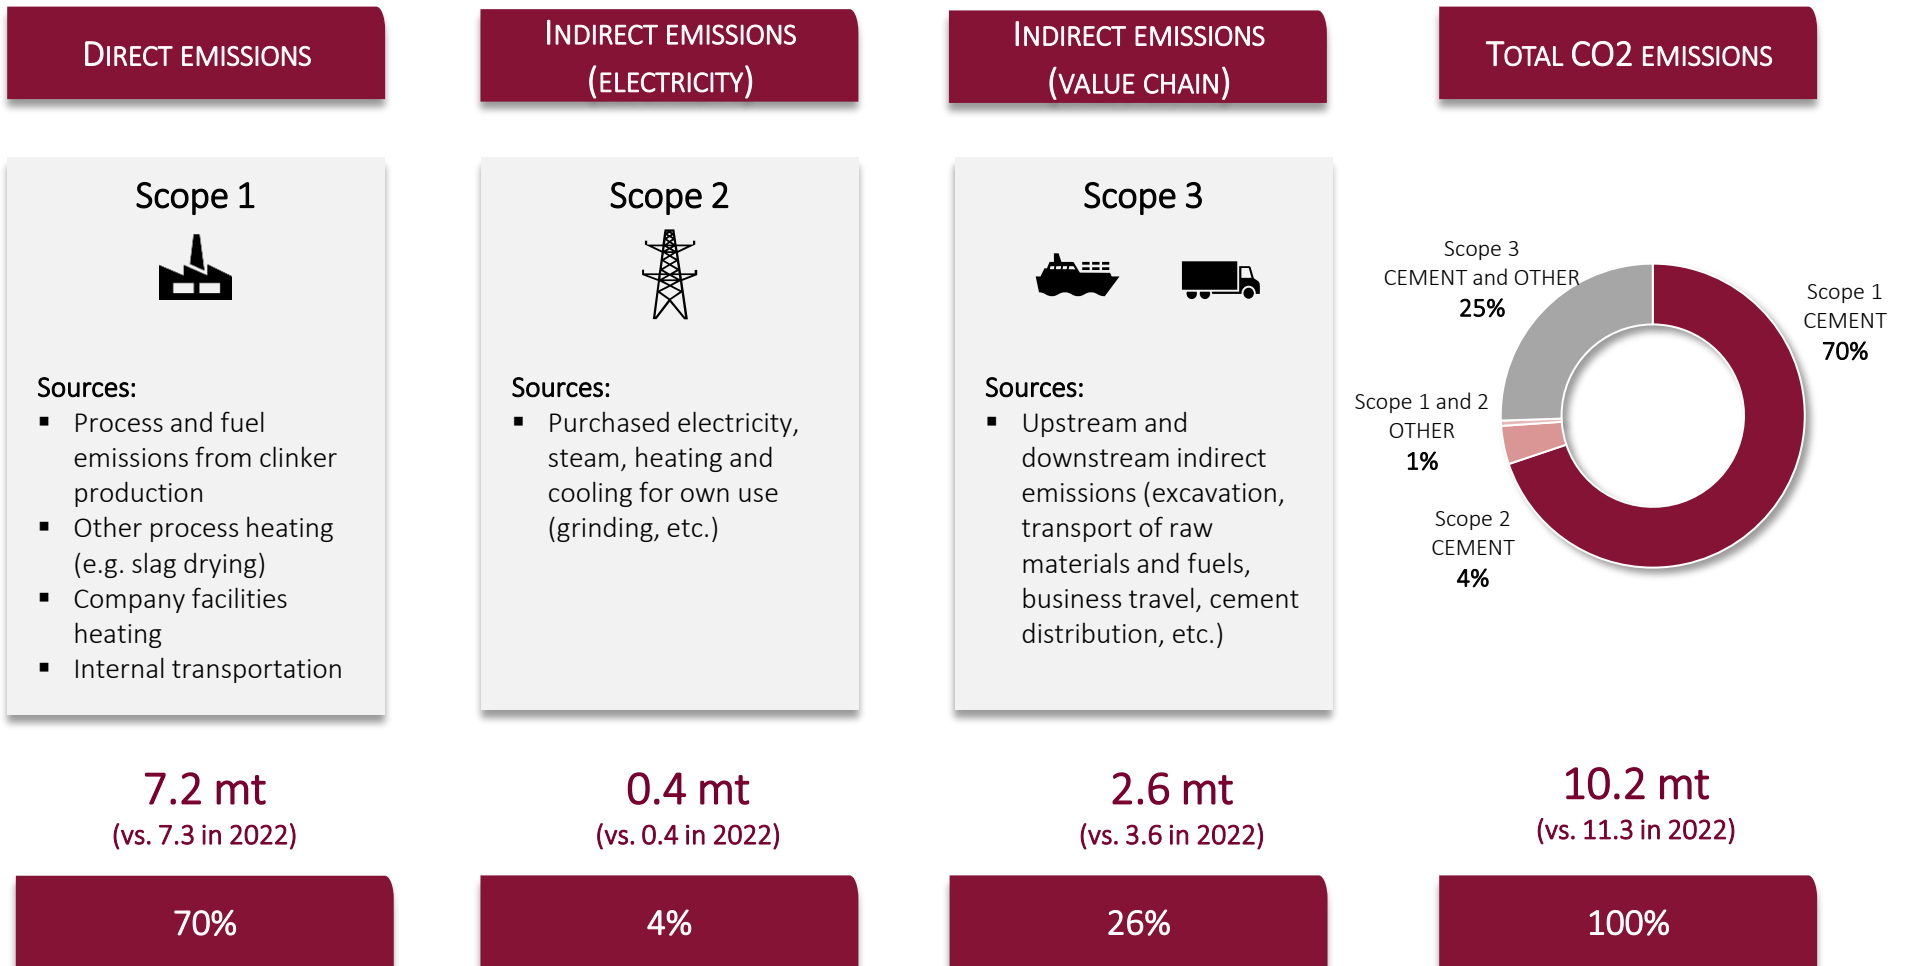 DIRECT EMISSIONS
INDIRECT EMISSIONS
(ELECTRICITY)
INDIRECT EMISSIONS
(VALUE CHAIN)
TOTAL CO2 EMISSIONS
Scope 1
Sources:
▪ Process and fuel
emissions from clinker
production
▪ Other process heating
(e.g. slag drying)
▪ Company facilities
heating
▪ Internal transportation
Scope 2
Sources:
▪ Purchased electricity,
steam, heating and
cooling for own use
(grinding, etc.)
Scope 3
Sources:
▪ Upstream and
downstream indirect
emissions (excavation,
transport of raw
materials and fuels,
business travel, cement
distribution, etc.)
Scope 3
CEMENT and OTHER
25%
Scope 1
CEMENT
70%
Scope 1 and 2
OTHER
1%
Scope 2
CEMENT
4%
7.2 mt
(vs. 7.3 in 2022)
0.4 mt
(vs. 0.4 in 2022)
2.6 mt
(vs. 3.6 in 2022)
10.2 mt
(vs. 11.3 in 2022)
70%
4%
26%
100%